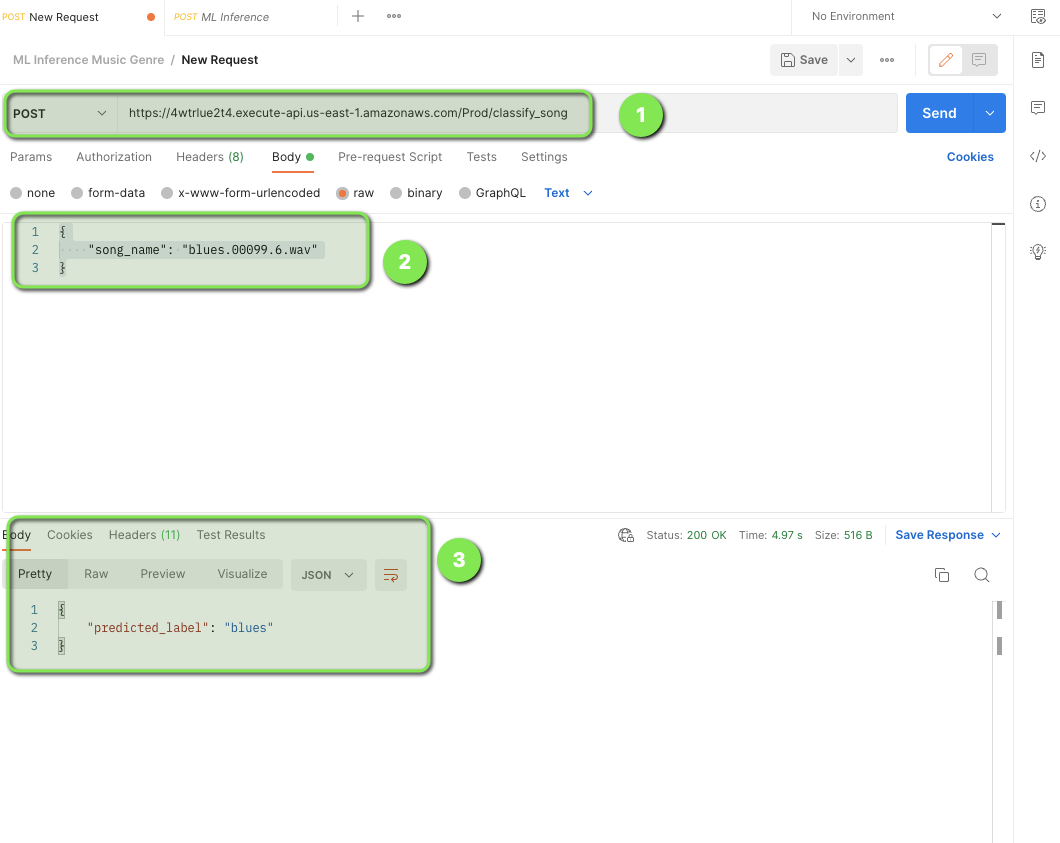 POST New Request
POST ML Inference
No Environment
ML Inference Music Genre / New Request
Save
POST
https://4wtrlue2t4.execute-api.us-east-1.amazonaws.com/Prod/classify_song
1
Send
Params Authorization Headers (8) Body Pre-request Script Tests Settings Cookies
none form-data x-www-form-urlencoded raw binary GraphQL Text
1 {
2 "song_name": "blues.00099.6.wav"
3 }
2
Body Cookies Headers (11) Test Results
Status: 200 OK Time: 4.97 s Size: 516 B Save Response
3
Pretty Raw Preview Visualize JSON
1 {
2 "predicted_label": "blues"
3 }